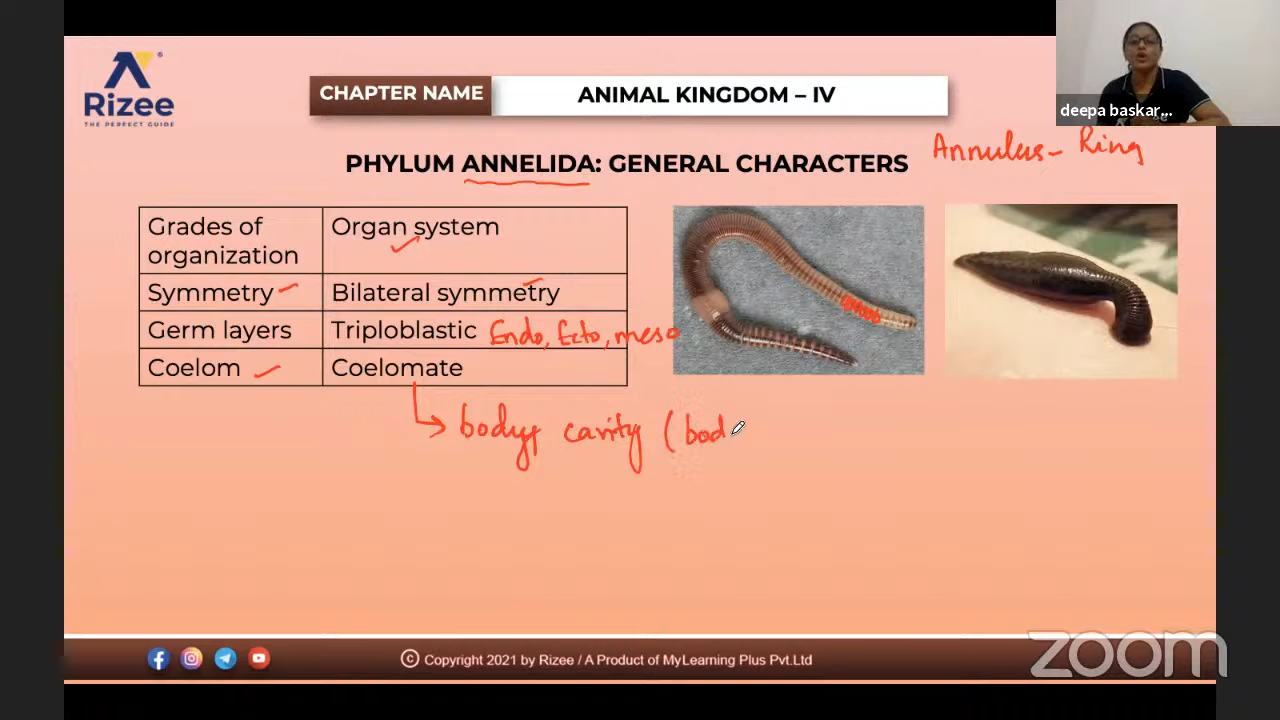 Rizee
THE PERFECT GUIDE
CHAPTER NAME
ANIMAL KINGDOM – IV
deepa baskar...
Annulus - Ring
PHYLUM ANNELIDA: GENERAL CHARACTERS
Grades of organization Organ system
Symmetry Bilateral symmetry
Germ layers Triploblastic Endo, Ecto, meso
Coelom Coelomate
body cavity (bod
© Copyright 2021 by Rizee / A Product of MyLearning Plus Pvt.Ltd
zoom